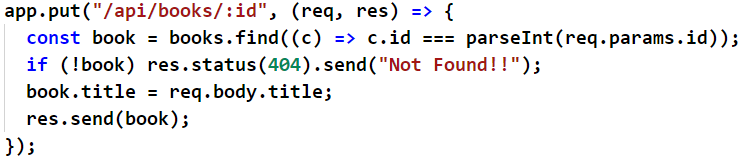 app.put("/api/books/:id", (req, res) => {
  const book = books.find((c) => c.id === parseInt(req.params.id));
  if (!book) res.status(404).send("Not Found!!");
  book.title = req.body.title;
  res.send(book);
});